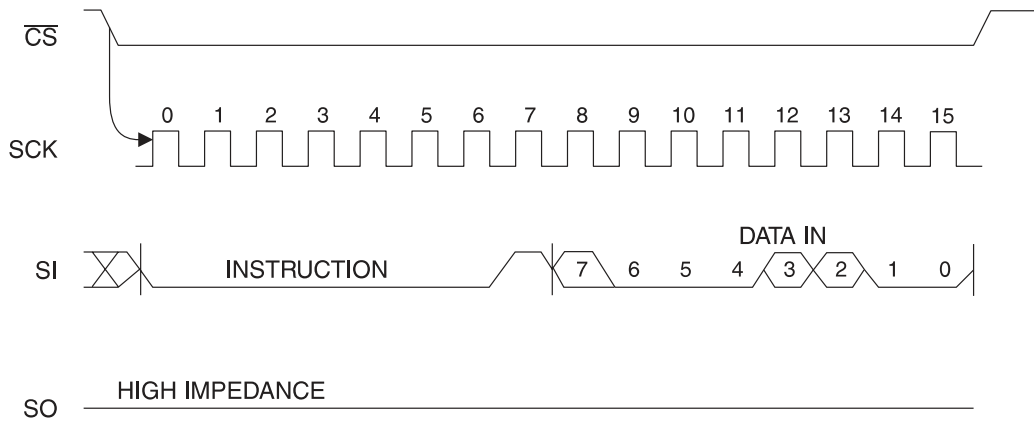 CS
0 1 2 3 4 5 6 7 8 9 10 11 12 13 14 15
SCK
DATA IN
SI INSTRUCTION 7 6 5 4 3 2 1 0
HIGH IMPEDANCE
SO